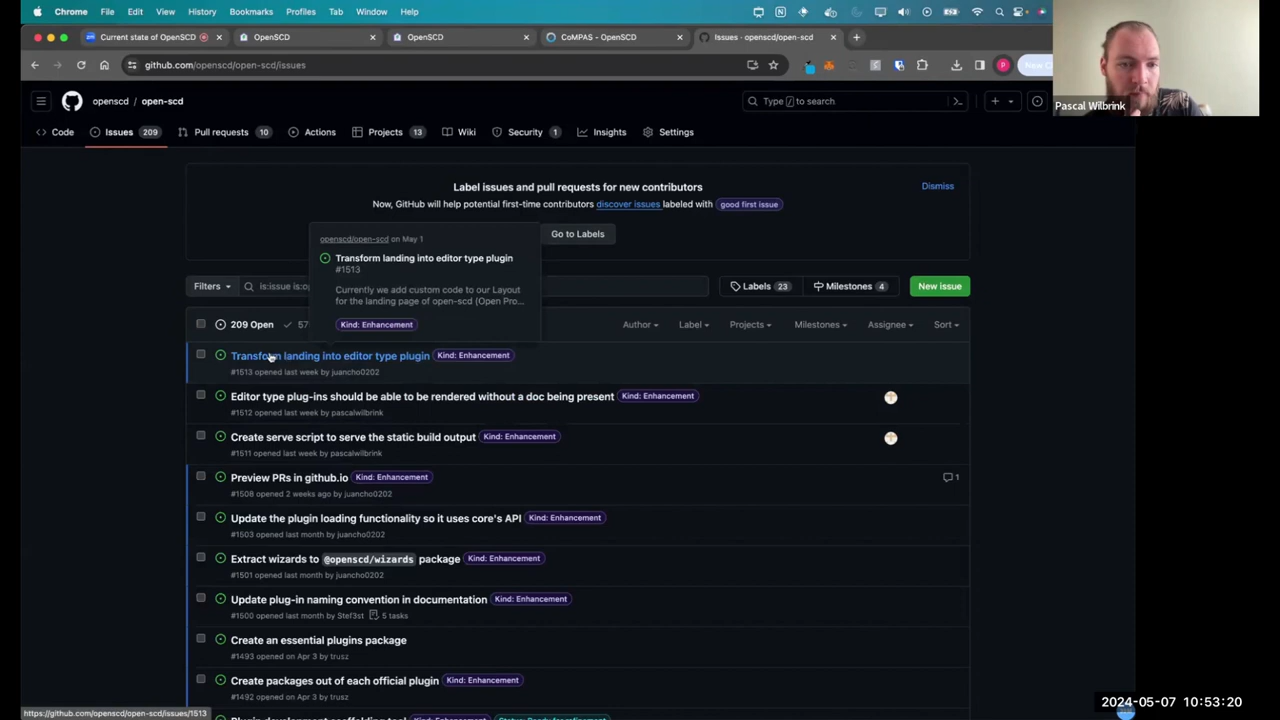 Chrome File Edit View History Bookmarks Profiles Tab Window Help
Current state of OpenSCD
OpenSCD
OpenSCD
CoMPAS - OpenSCD
Issues · openscd/open-scd
github.com/openscd/open-scd/issues
Pascal Wilbrink
openscd / open-scd
Type / to search
Code
Issues 209
Pull requests 10
Actions
Projects 13
Wiki
Security 1
Insights
Settings
Label issues and pull requests for new contributors
Dismiss
Now, GitHub will help potential first-time contributors discover issues labeled with good first issue
Go to Labels
openscd/open-scd on May 1
Transform landing into editor type plugin
#1513
Currently we add custom code to our Layout
for the landing page of open-scd (Open Pro...
Kind: Enhancement
Filters
is:issue is:op
Labels 23
Milestones 4
New issue
209 Open
57
Author
Label
Projects
Milestones
Assignee
Sort
Transform landing into editor type plugin Kind: Enhancement
#1513 opened last week by juancho0202
Editor type plug-ins should be able to be rendered without a doc being present Kind: Enhancement
#1512 opened last week by pascalwilbrink
Create serve script to serve the static build output Kind: Enhancement
#1511 opened last week by pascalwilbrink
Preview PRs in github.io Kind: Enhancement
1
#1508 opened 2 weeks ago by juancho0202
Update the plugin loading functionality so it uses core's API Kind: Enhancement
#1503 opened last month by juancho0202
Extract wizards to @openscd/wizards package Kind: Enhancement
#1501 opened last month by juancho0202
Update plug-in naming convention in documentation Kind: Enhancement
#1500 opened last month by Stef3st 5 tasks
Create an essential plugins package
#1493 opened on Apr 3 by trusz
Create packages out of each official plugin Kind: Enhancement
#1492 opened on Apr 3 by trusz
https://github.com/openscd/open-scd/issues/1513
2024-05-07 10:53:20